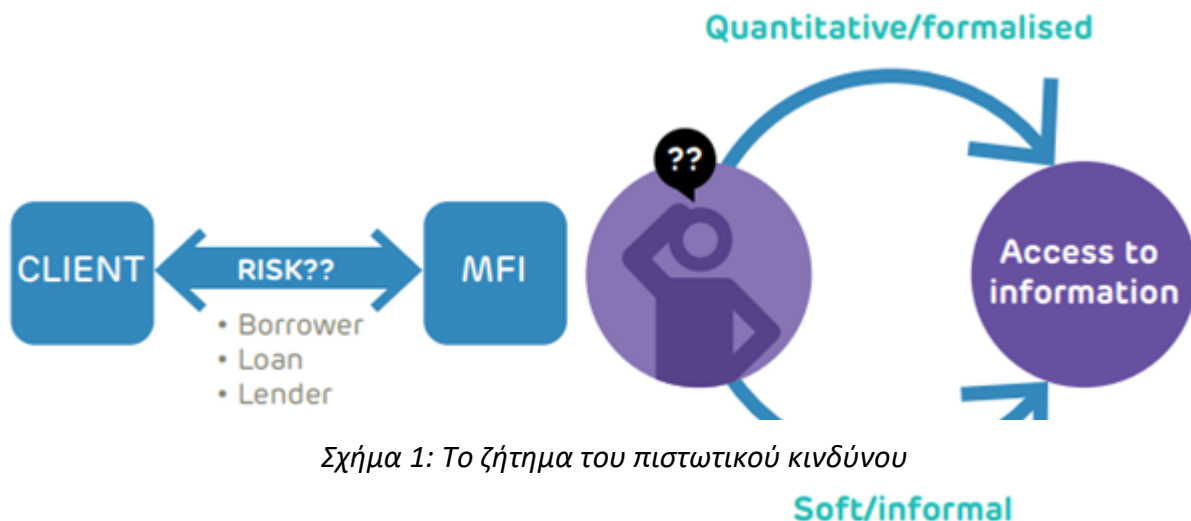 Quantitative/formalised
??
CLIENT
RISK??
MFI
• Borrower
• Loan
• Lender
Access to
information
Σχήμα 1: Το ζήτημα του πιστωτικού κινδύνου
Soft/informal